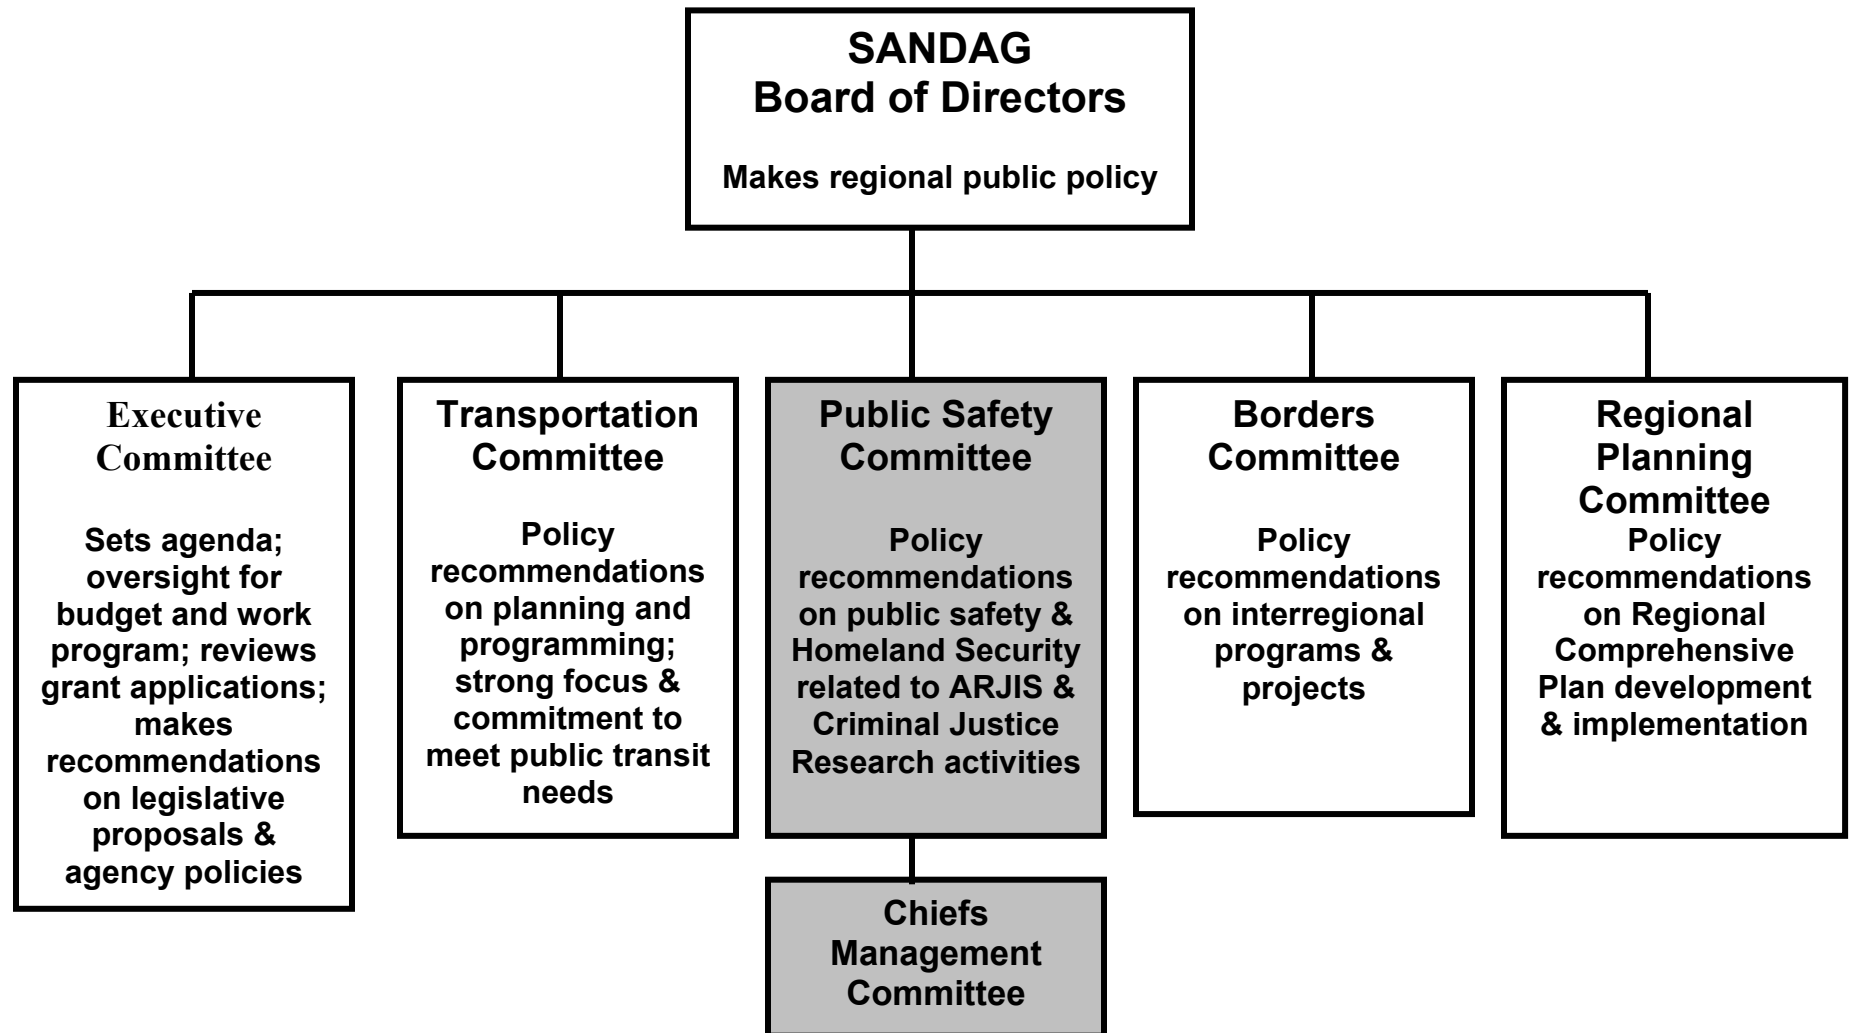 SANDAG
Board of Directors
Makes regional public policy
Executive
Committee
Sets agenda;
oversight for
budget and work
program; reviews
grant applications;
makes
recommendations
on legislative
proposals &
agency policies
Transportation
Committee
Policy
recommendations
on planning and
programming;
strong focus &
commitment to
meet public transit
needs
Public Safety
Committee
Policy
recommendations
on public safety &
Homeland Security
related to ARJIS &
Criminal Justice
Research activities
Borders
Committee
Policy
recommendations
on interregional
programs &
projects
Regional
Planning
Committee
Policy
recommendations
on Regional
Comprehensive
Plan development
& implementation
Chiefs
Management
Committee